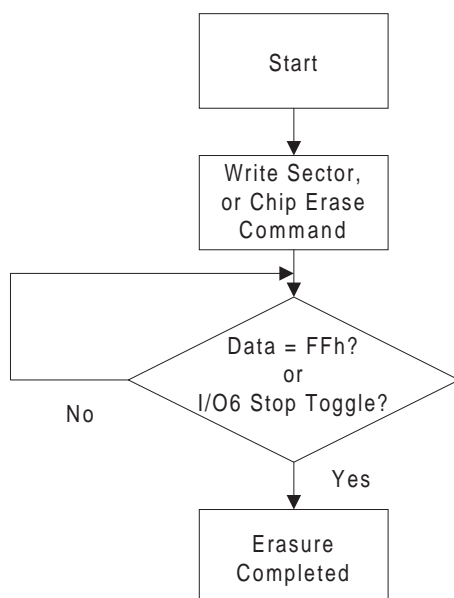 Start
Write Sector,
or Chip Erase
Command
Data = FFh?
or
I/O6 Stop Toggle?
No
Yes
Erasure
Completed